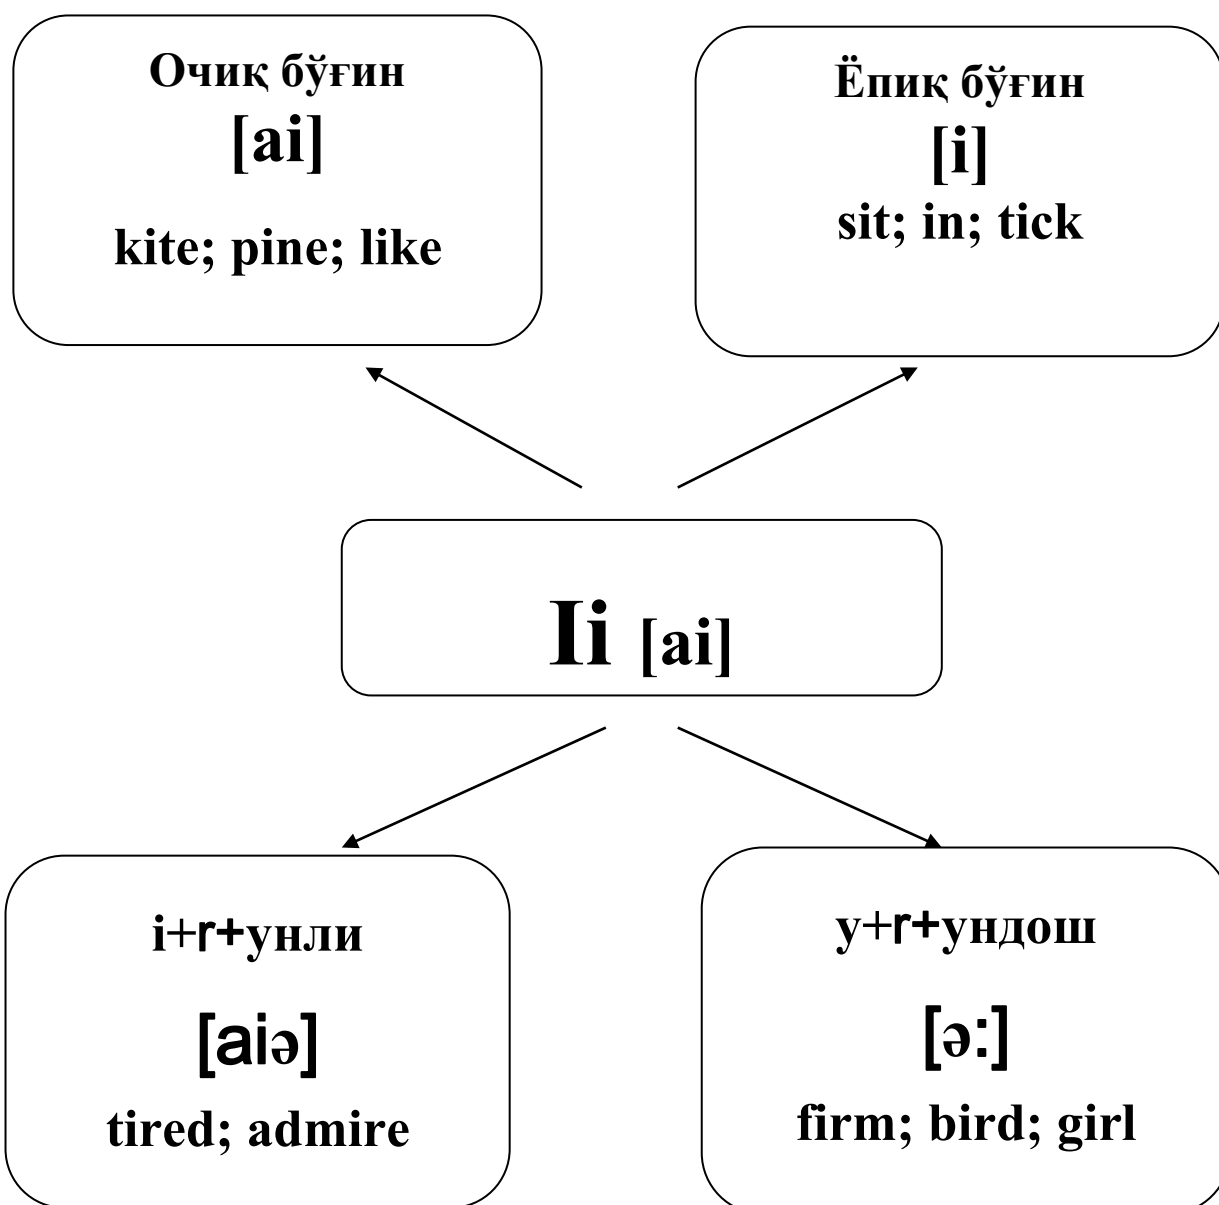 Очиқ бўғин
[ai]
kite; pine; like
Ёпиқ бўғин
[i]
sit; in; tick
Ii [ai]
i+r+унли
[aiə]
tired; admire
y+r+ундош
[ə:]
firm; bird; girl